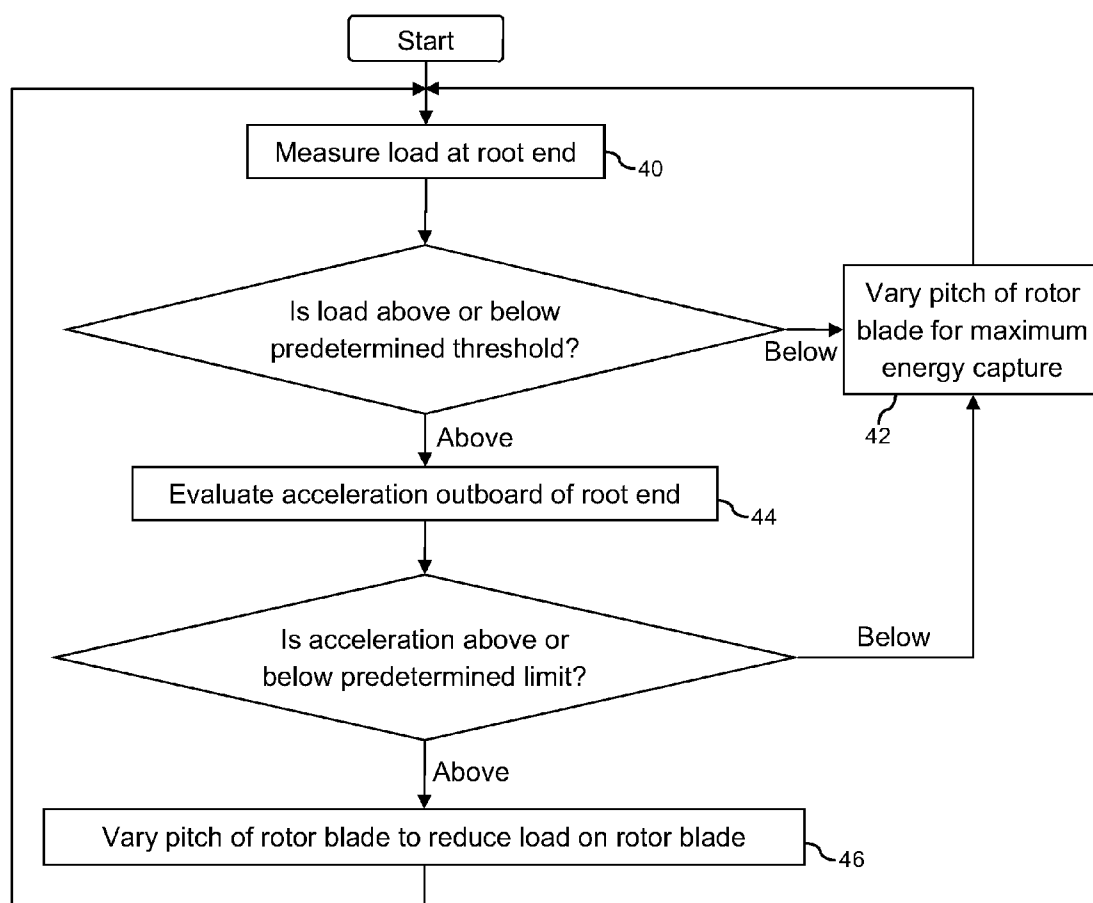 Start
Measure load at root end
40
Is load above or below
predetermined threshold?
Below
Vary pitch of rotor
blade for maximum
energy capture
42
Above
Evaluate acceleration outboard of root end
44
Is acceleration above or
below predetermined limit?
Below
Above
Vary pitch of rotor blade to reduce load on rotor blade
46